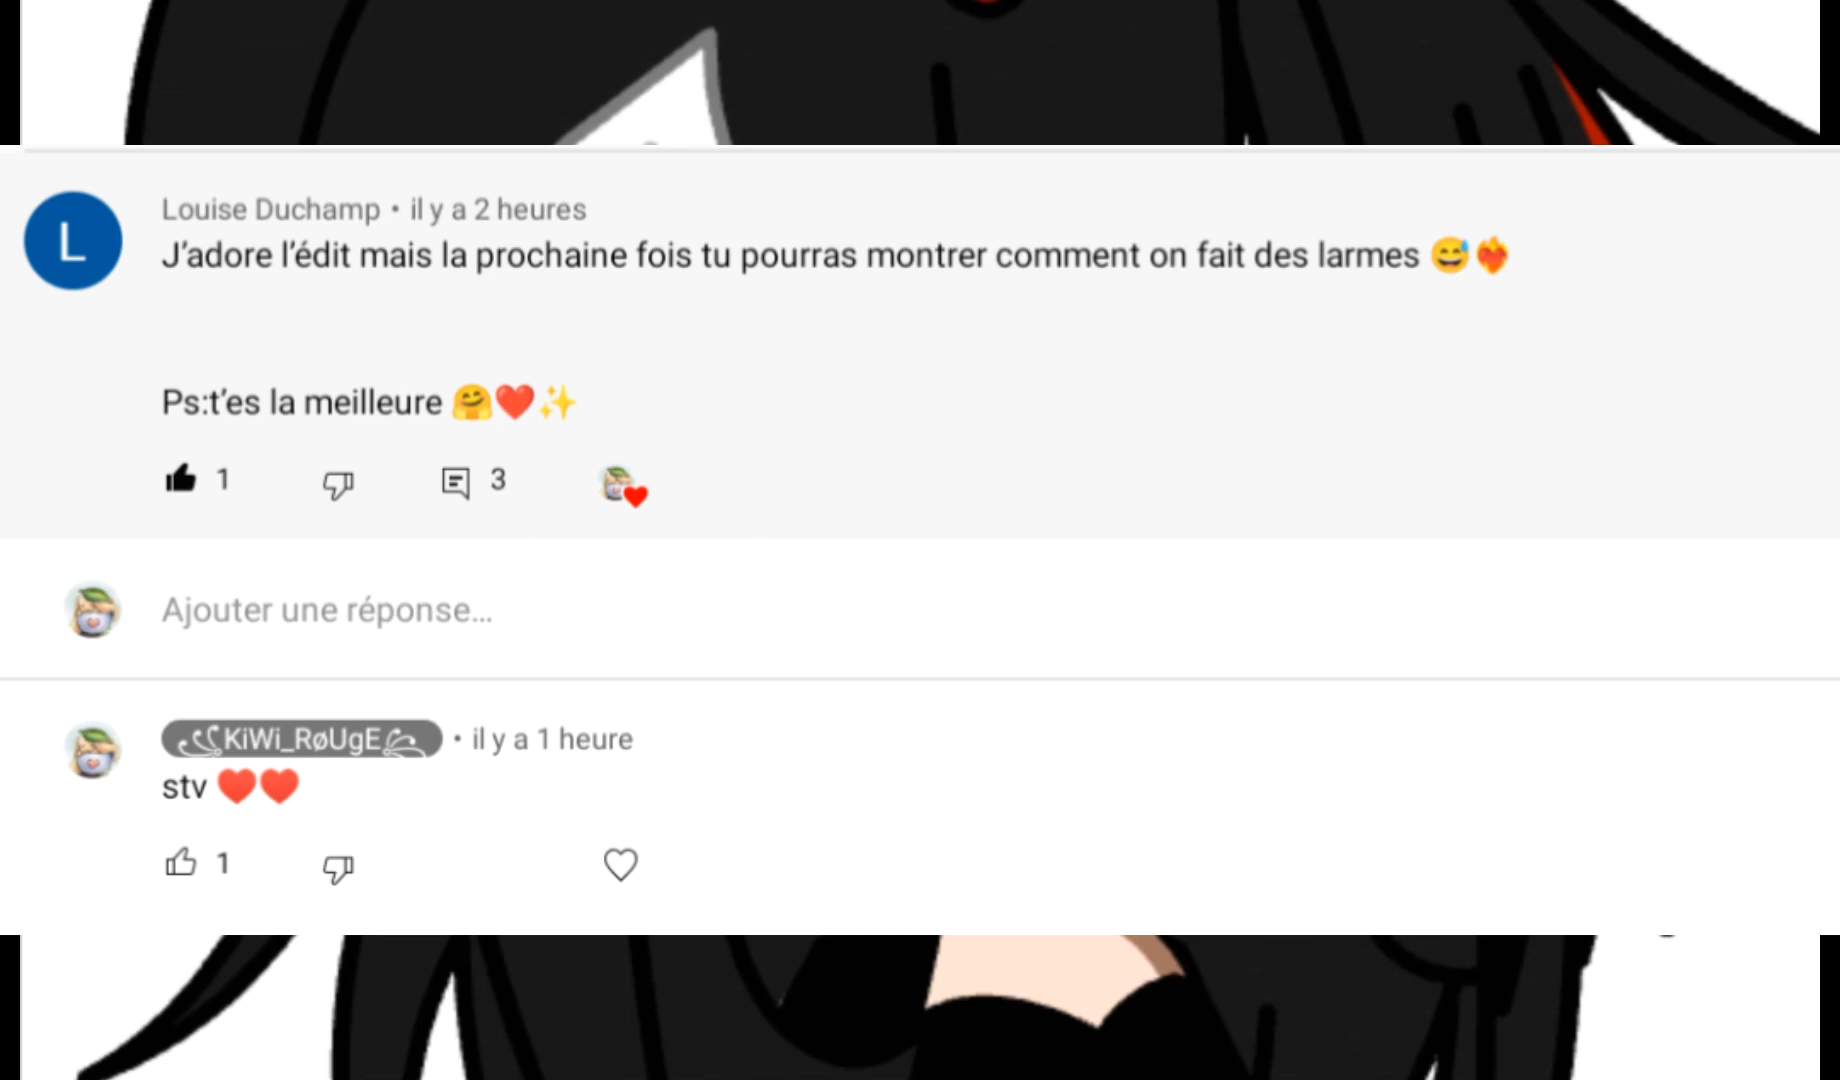 L
Louise Duchamp • il y a 2 heures
J’adore l’édit mais la prochaine fois tu pourras montrer comment on fait des larmes 😅❤️‍🔥
Ps:t’es la meilleure 🤗❤️✨
1 3
Ajouter une réponse...
KiWi_RøUgE • il y a 1 heure
stv ❤️❤️
1